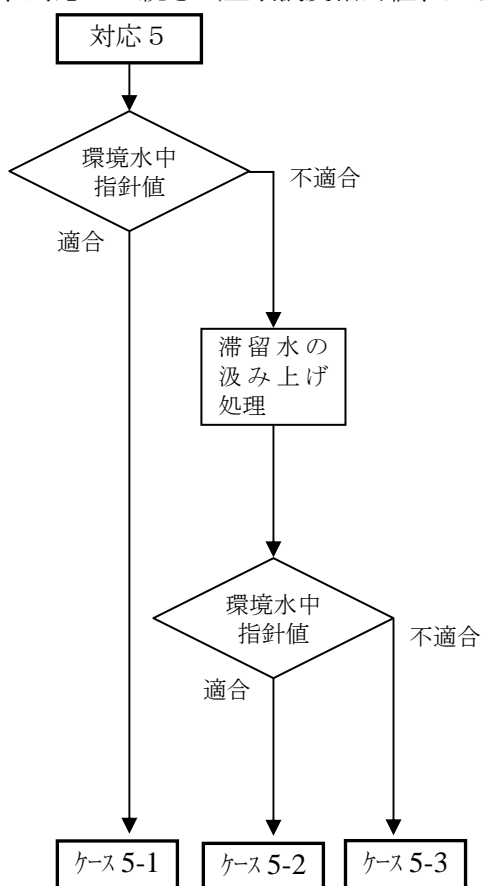 対応５
環境水中
指針値
不適合
適合
滞留水の
汲み上げ
処理
環境水中
指針値
不適合
適合
ｹｰｽ 5-1
ｹｰｽ 5-2
ｹｰｽ 5-3